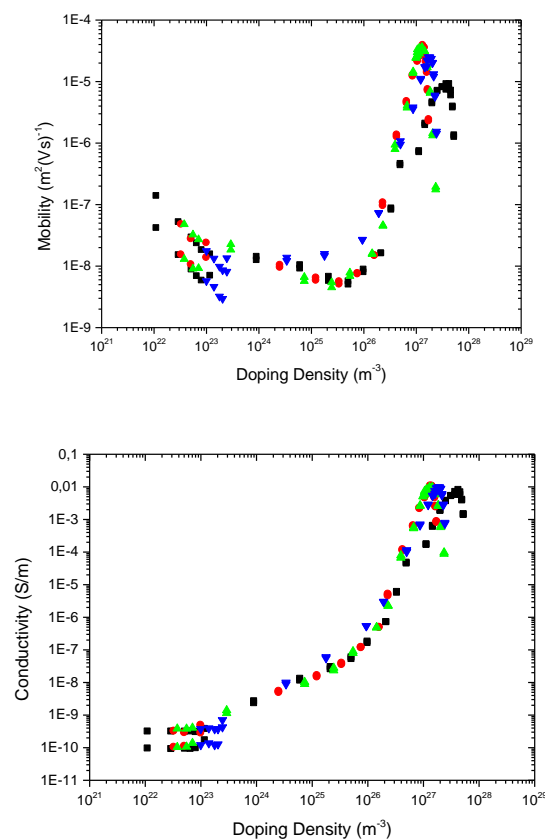 1E-4
1E-5
1E-6
1E-7
1E-8
1E-9
Mobility (m²(Vs)⁻¹)
10²¹ 10²² 10²³ 10²⁴ 10²⁵ 10²⁶ 10²⁷ 10²⁸ 10²⁹
Doping Density (m⁻³)
0,1
0,01
1E-3
1E-4
1E-5
1E-6
1E-7
1E-8
1E-9
1E-10
1E-11
Conductivity (S/m)
10²¹ 10²² 10²³ 10²⁴ 10²⁵ 10²⁶ 10²⁷ 10²⁸ 10²⁹
Doping Density (m⁻³)